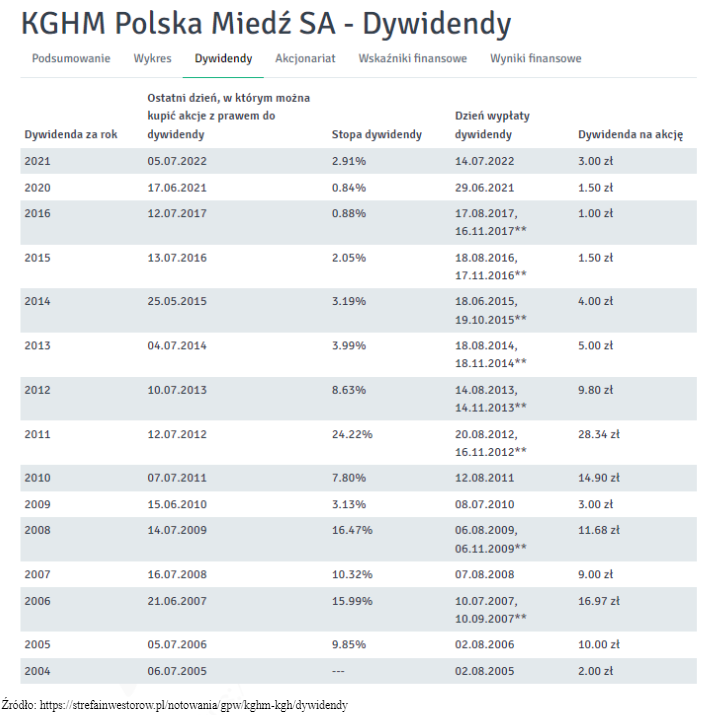 KGHM Polska Miedź SA - Dywidendy
Podsumowanie Wykres Dywidendy Akcjonariat Wskaźniki finansowe Wyniki finansowe
Ostatni dzień, w którym można
kupić akcje z prawem do Dzień wypłaty
Dywidenda za rok dywidendy Stopa dywidendy dywidendy Dywidenda na akcję
2021 05.07.2022 2.91% 14.07.2022 3.00 zł
2020 17.06.2021 0.84% 29.06.2021 1.50 zł
2016 12.07.2017 0.88% 17.08.2017, 1.00 zł
16.11.2017**
2015 13.07.2016 2.05% 18.08.2016, 1.50 zł
17.11.2016**
2014 25.05.2015 3.19% 18.06.2015, 4.00 zł
19.10.2015**
2013 04.07.2014 3.99% 18.08.2014, 5.00 zł
18.11.2014**
2012 10.07.2013 8.63% 14.08.2013, 9.80 zł
14.11.2013**
2011 12.07.2012 24.22% 20.08.2012, 28.34 zł
16.11.2012**
2010 07.07.2011 7.80% 12.08.2011 14.90 zł
2009 15.06.2010 3.13% 08.07.2010 3.00 zł
2008 14.07.2009 16.47% 06.08.2009, 11.68 zł
06.11.2009**
2007 16.07.2008 10.32% 07.08.2008 9.00 zł
2006 21.06.2007 15.99% 10.07.2007, 16.97 zł
10.09.2007**
2005 05.07.2006 9.85% 02.08.2006 10.00 zł
2004 06.07.2005 --- 02.08.2005 2.00 zł
Źródło: https://strefainwestorow.pl/notowania/gpw/kghm-kgh/dywidendy